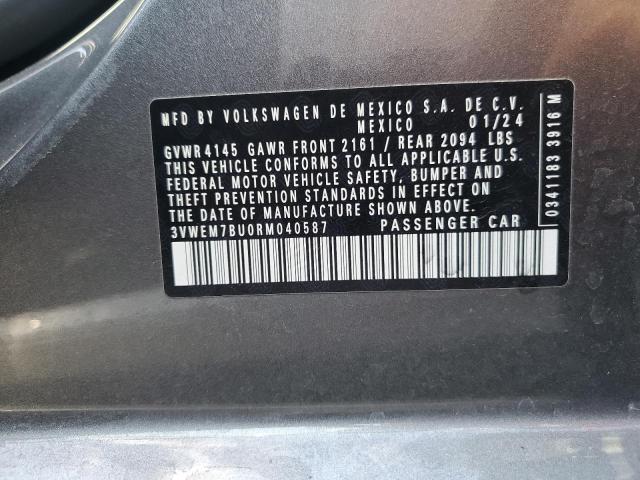 MFD BY VOLKSWAGEN DE MEXICO S.A. DE C.V.
MEXICO 01/24
GVWR 4145 GAWR FRONT 2161 / REAR 2094 LBS
THIS VEHICLE CONFORMS TO ALL APPLICABLE U.S.
FEDERAL MOTOR VEHICLE SAFETY, BUMPER AND
THEFT PREVENTION STANDARDS IN EFFECT ON
THE DATE OF MANUFACTURE SHOWN ABOVE.
3VWEM7BU0RM040587 PASSENGER CAR
0341183 3916 M